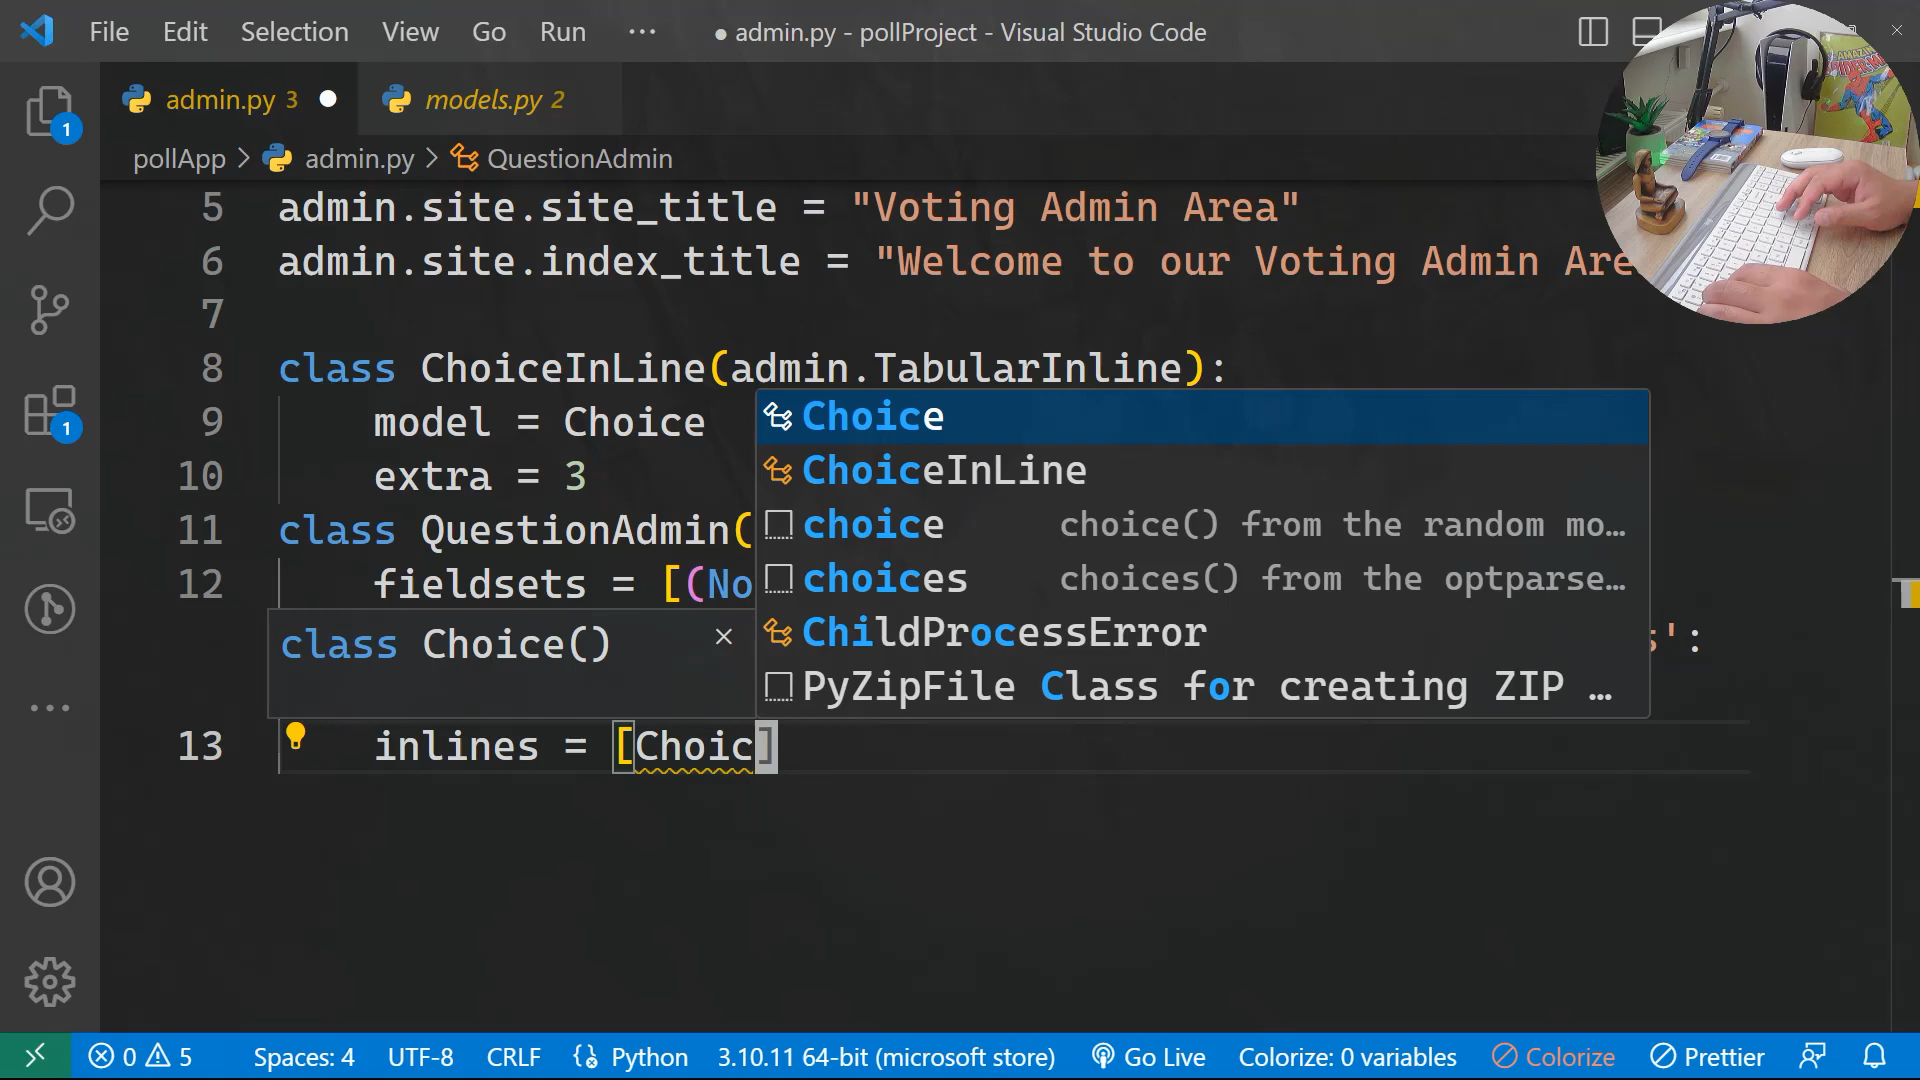 File Edit Selection View Go Run ··· ● admin.py - pollProject - Visual Studio Code
admin.py 3 ● models.py 2
pollApp > admin.py > QuestionAdmin
5 admin.site.site_title = "Voting Admin Area"
6 admin.site.index_title = "Welcome to our Voting Admin Are
7
8 class ChoiceInLine(admin.TabularInline):
9 model = Choice
10 extra = 3
11 class QuestionAdmin(
12 fieldsets = [(No
s':
13 inlines = [Choic]
Choice
ChoiceInLine
choice choice() from the random mo…
choices choices() from the optparse…
ChildProcessError
PyZipFile Class for creating ZIP …
class Choice() ×
1
1
AMAZING
SPIDER-MAN
0 5 Spaces: 4 UTF-8 CRLF Python 3.10.11 64-bit (microsoft store) Go Live Colorize: 0 variables Colorize Prettier